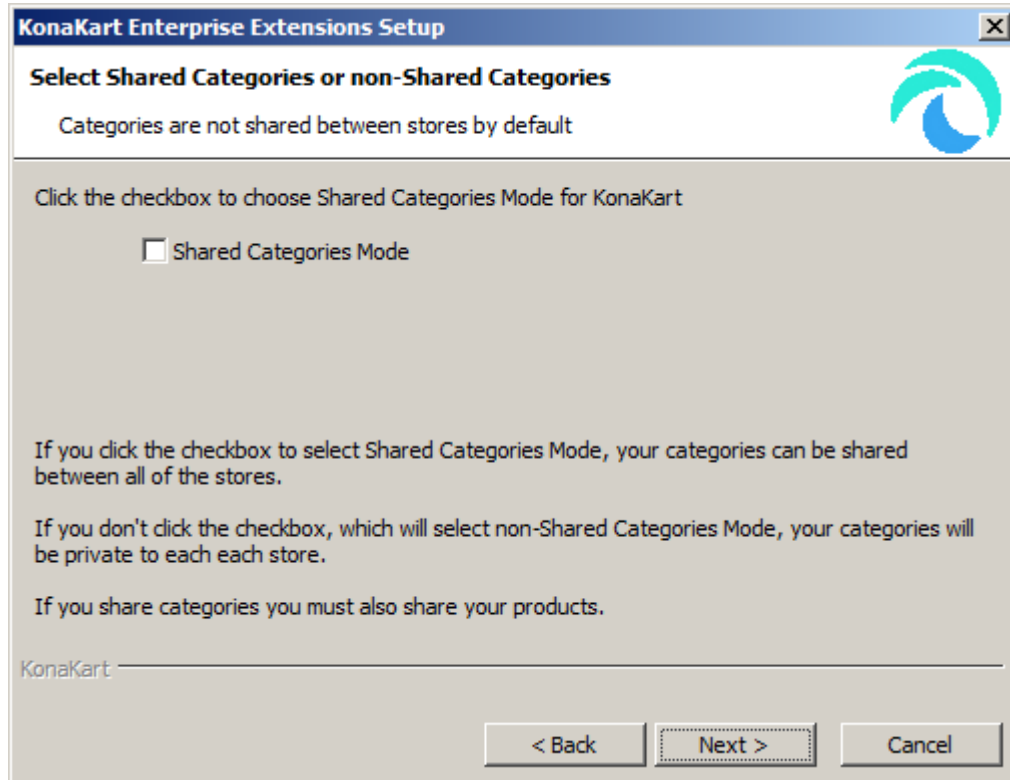 KonaKart Enterprise Extensions Setup
Select Shared Categories or non-Shared Categories
Categories are not shared between stores by default
Click the checkbox to choose Shared Categories Mode for KonaKart
Shared Categories Mode
If you click the checkbox to select Shared Categories Mode, your categories can be shared
between all of the stores.
If you don't click the checkbox, which will select non-Shared Categories Mode, your categories will
be private to each each store.
If you share categories you must also share your products.
KonaKart
< Back
Next >
Cancel